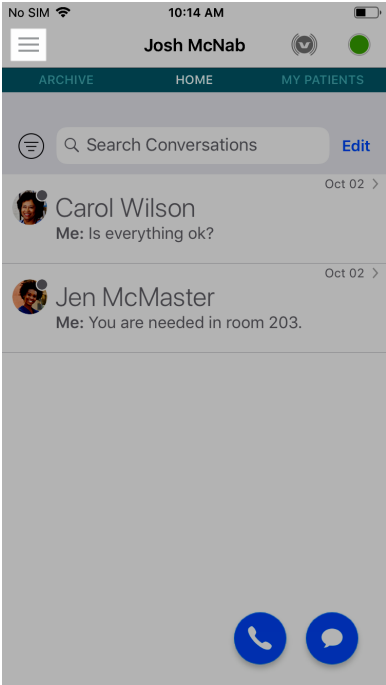 No SIM 10:14 AM
Josh McNab
ARCHIVE HOME MY PATIENTS
Search Conversations Edit
Oct 02
Carol Wilson
Me: Is everything ok?
Oct 02
Jen McMaster
Me: You are needed in room 203.